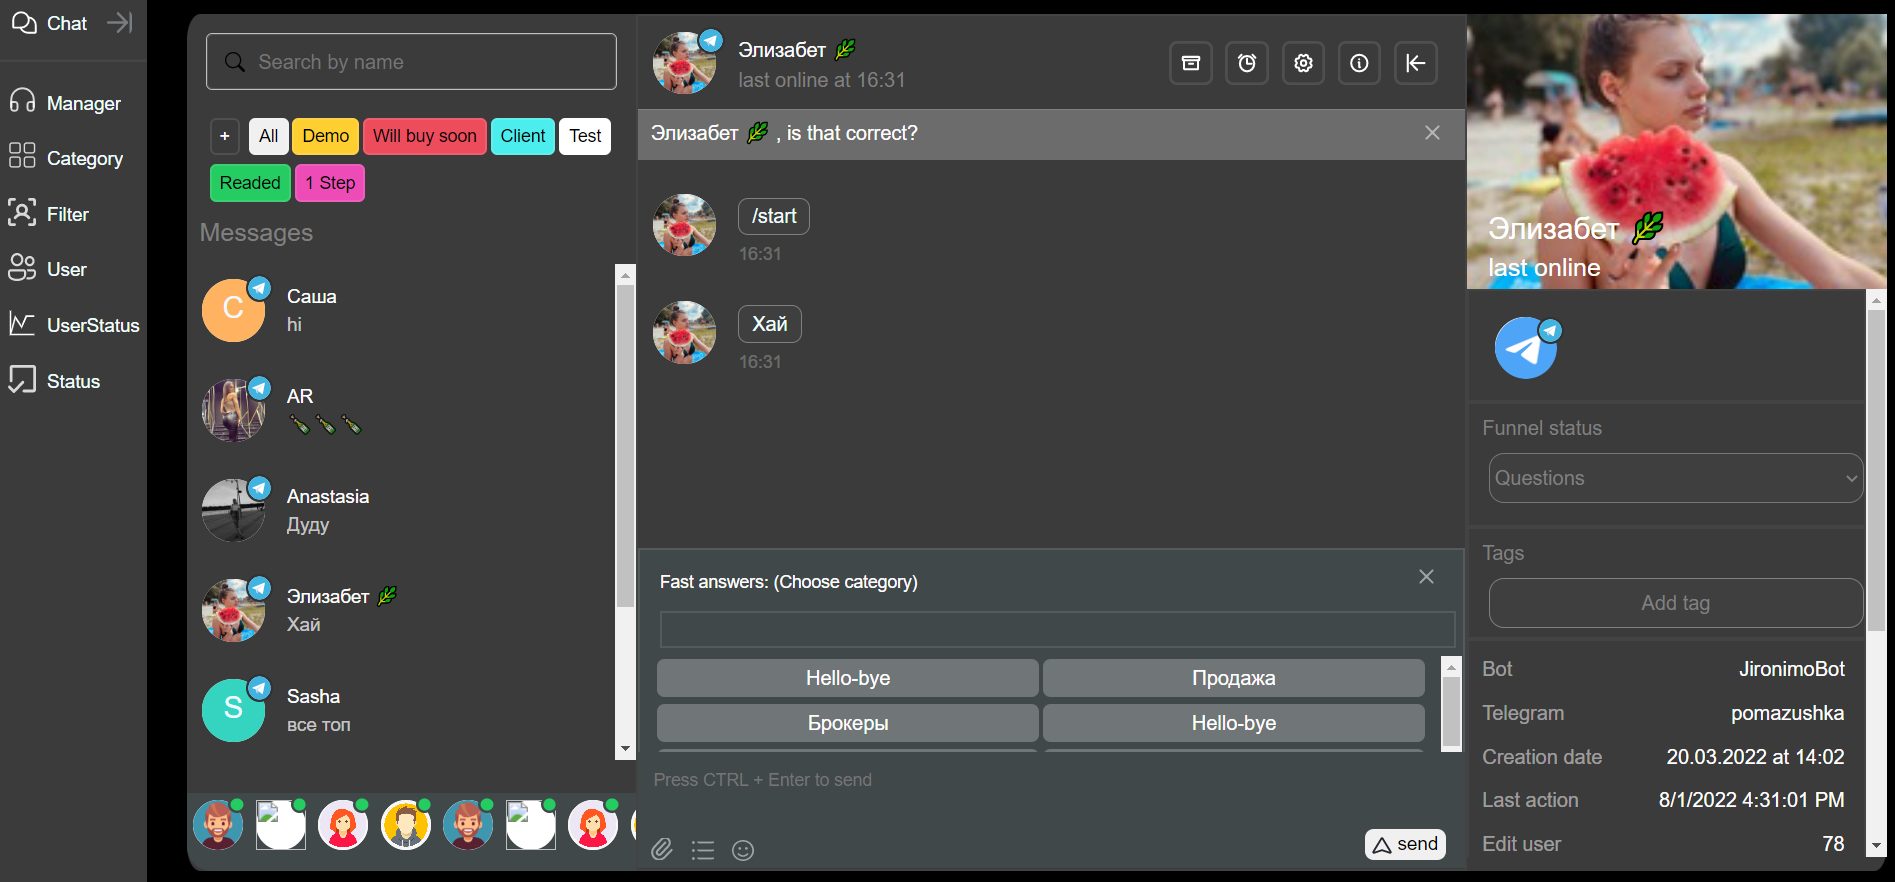 Chat
Manager
Category
Filter
User
UserStatus
Status
Search by name
+ All Demo Will buy soon Client Test
Readed 1 Step
Messages
C
Саша
hi
AR
Anastasia
Дуду
Элизабет
Хай
S
Sasha
все топ
Элизабет
last online at 16:31
Элизабет , is that correct?
/start
16:31
Хай
16:31
Fast answers: (Choose category)
Hello-bye Продажа
Брокеры Hello-bye
Press CTRL + Enter to send
send
Элизабет
last online
Funnel status
Questions
Tags
Add tag
Bot JironimoBot
Telegram pomazushka
Creation date 20.03.2022 at 14:02
Last action 8/1/2022 4:31:01 PM
Edit user 78